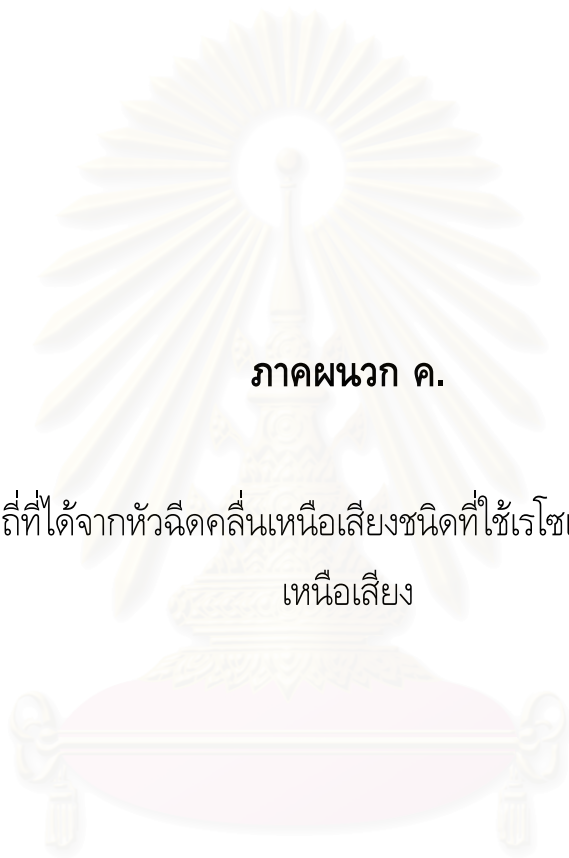 ภาคผนวก ค.
ถี่ที่ได้จากหัวฉีดคลื่นเหนือเสียงชนิดที่ใช้เรโซเ
เหนือเสียง